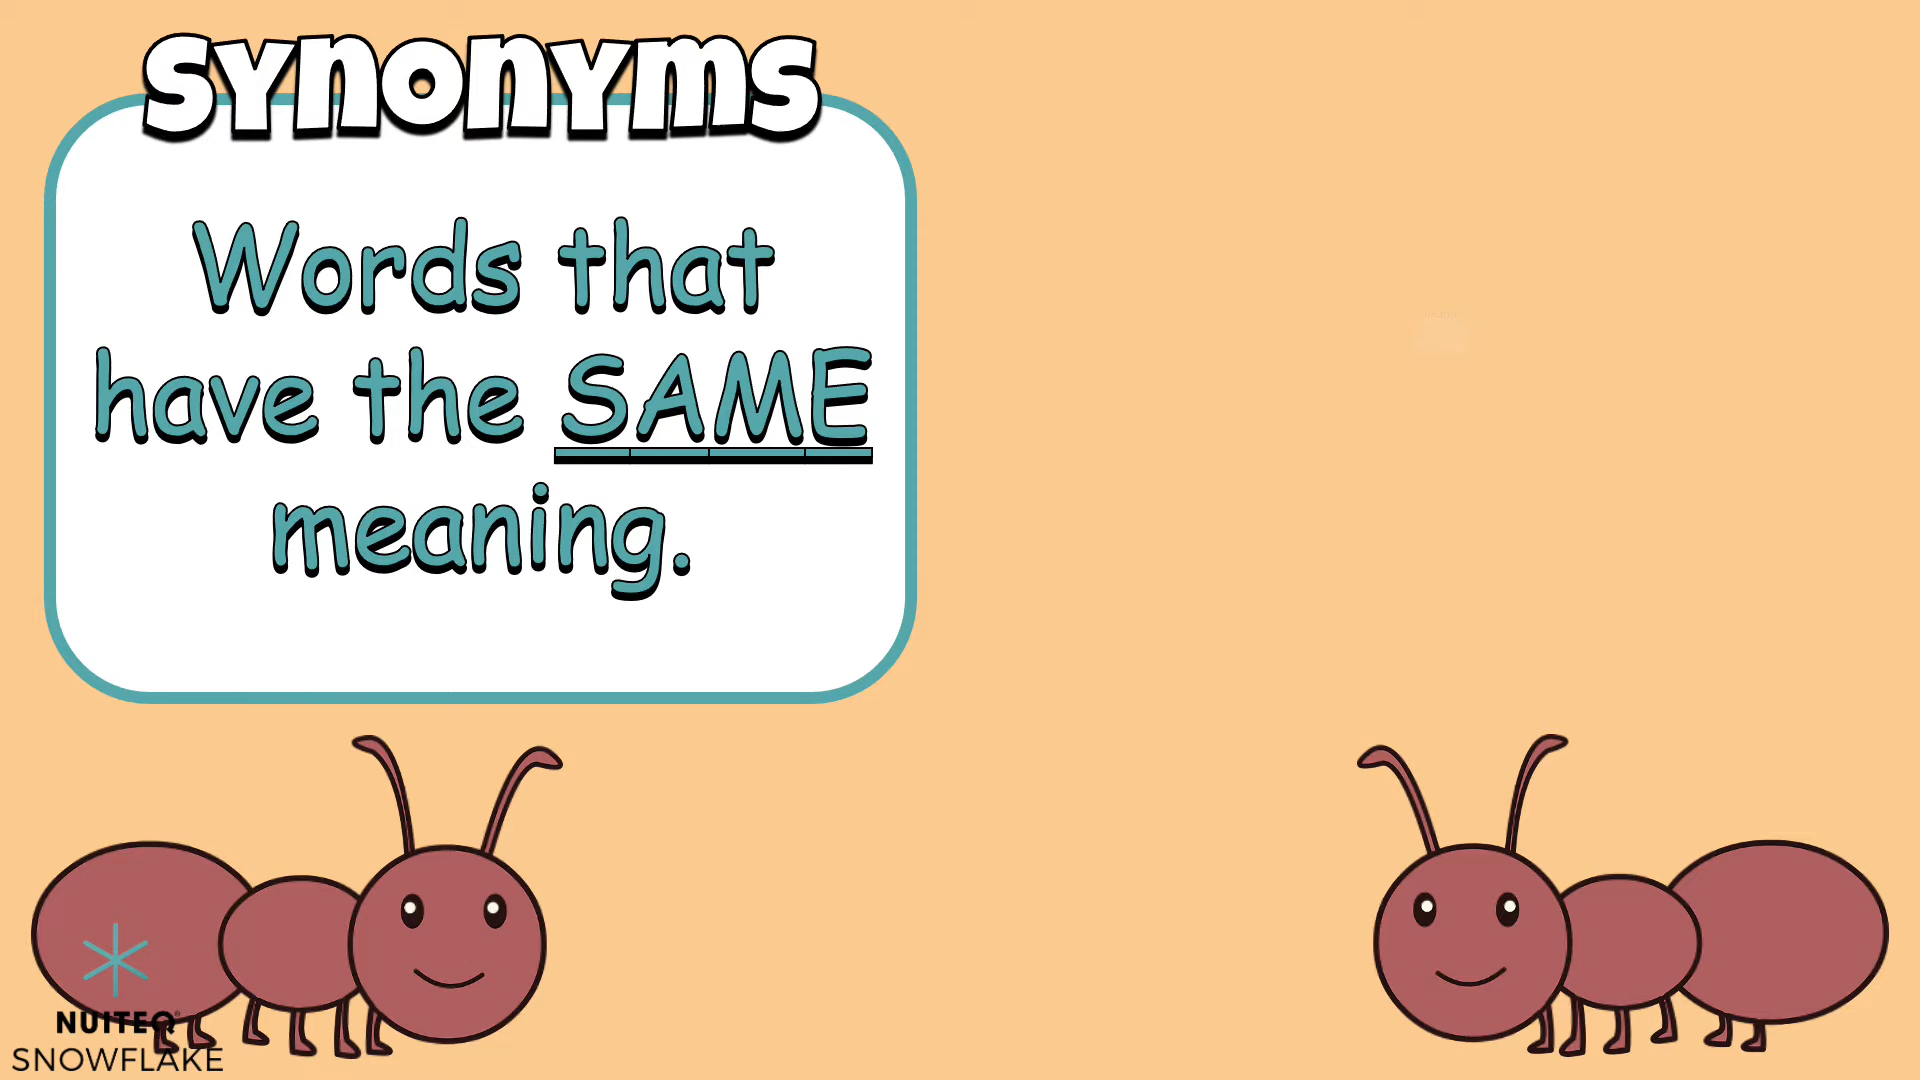 SYNONYMS
Words that
have the SAME
meaning.
NUITEQ
SNOWFLAKE